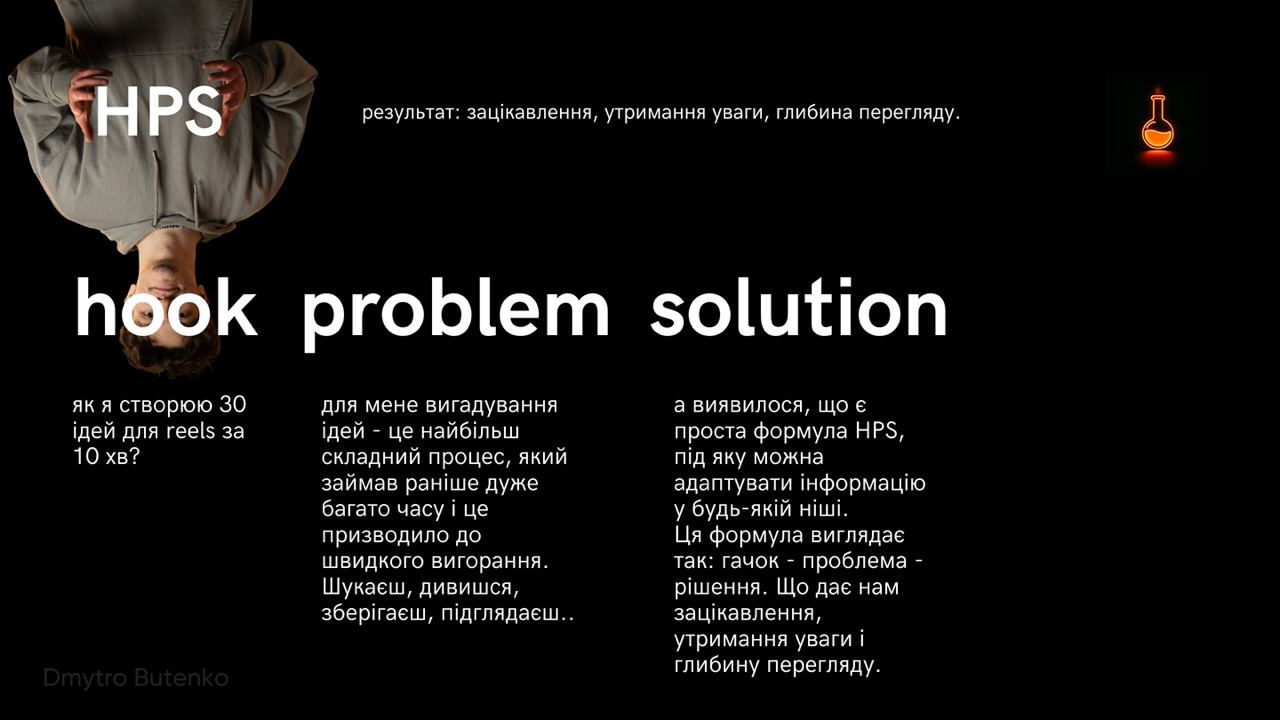 HPS
результат: зацікавлення, утримання уваги, глибина перегляду.
hook problem solution
як я створюю 30
ідей для reels за
10 хв?
для мене вигадування
ідей - це найбільш
складний процес, який
займав раніше дуже
багато часу і це
призводило до
швидкого вигорання.
Шукаєш, дивишся,
зберігаєш, підглядаєш..
а виявилося, що є
проста формула HPS,
під яку можна
адаптувати інформацію
у будь-якій ніші.
Ця формула виглядає
так: гачок - проблема -
рішення. Що дає нам
зацікавлення,
утримання уваги і
глибину перегляду.
Dmytro Butenko